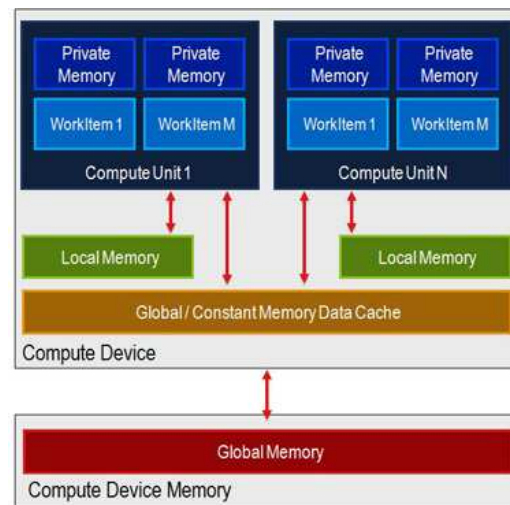 Private
Memory
Private
Memory
Private
Memory
Private
Memory
WorkItem 1
WorkItem M
WorkItem 1
WorkItem M
Compute Unit 1
Compute Unit N
Local Memory
Local Memory
Global / Constant Memory Data Cache
Compute Device
Global Memory
Compute Device Memory